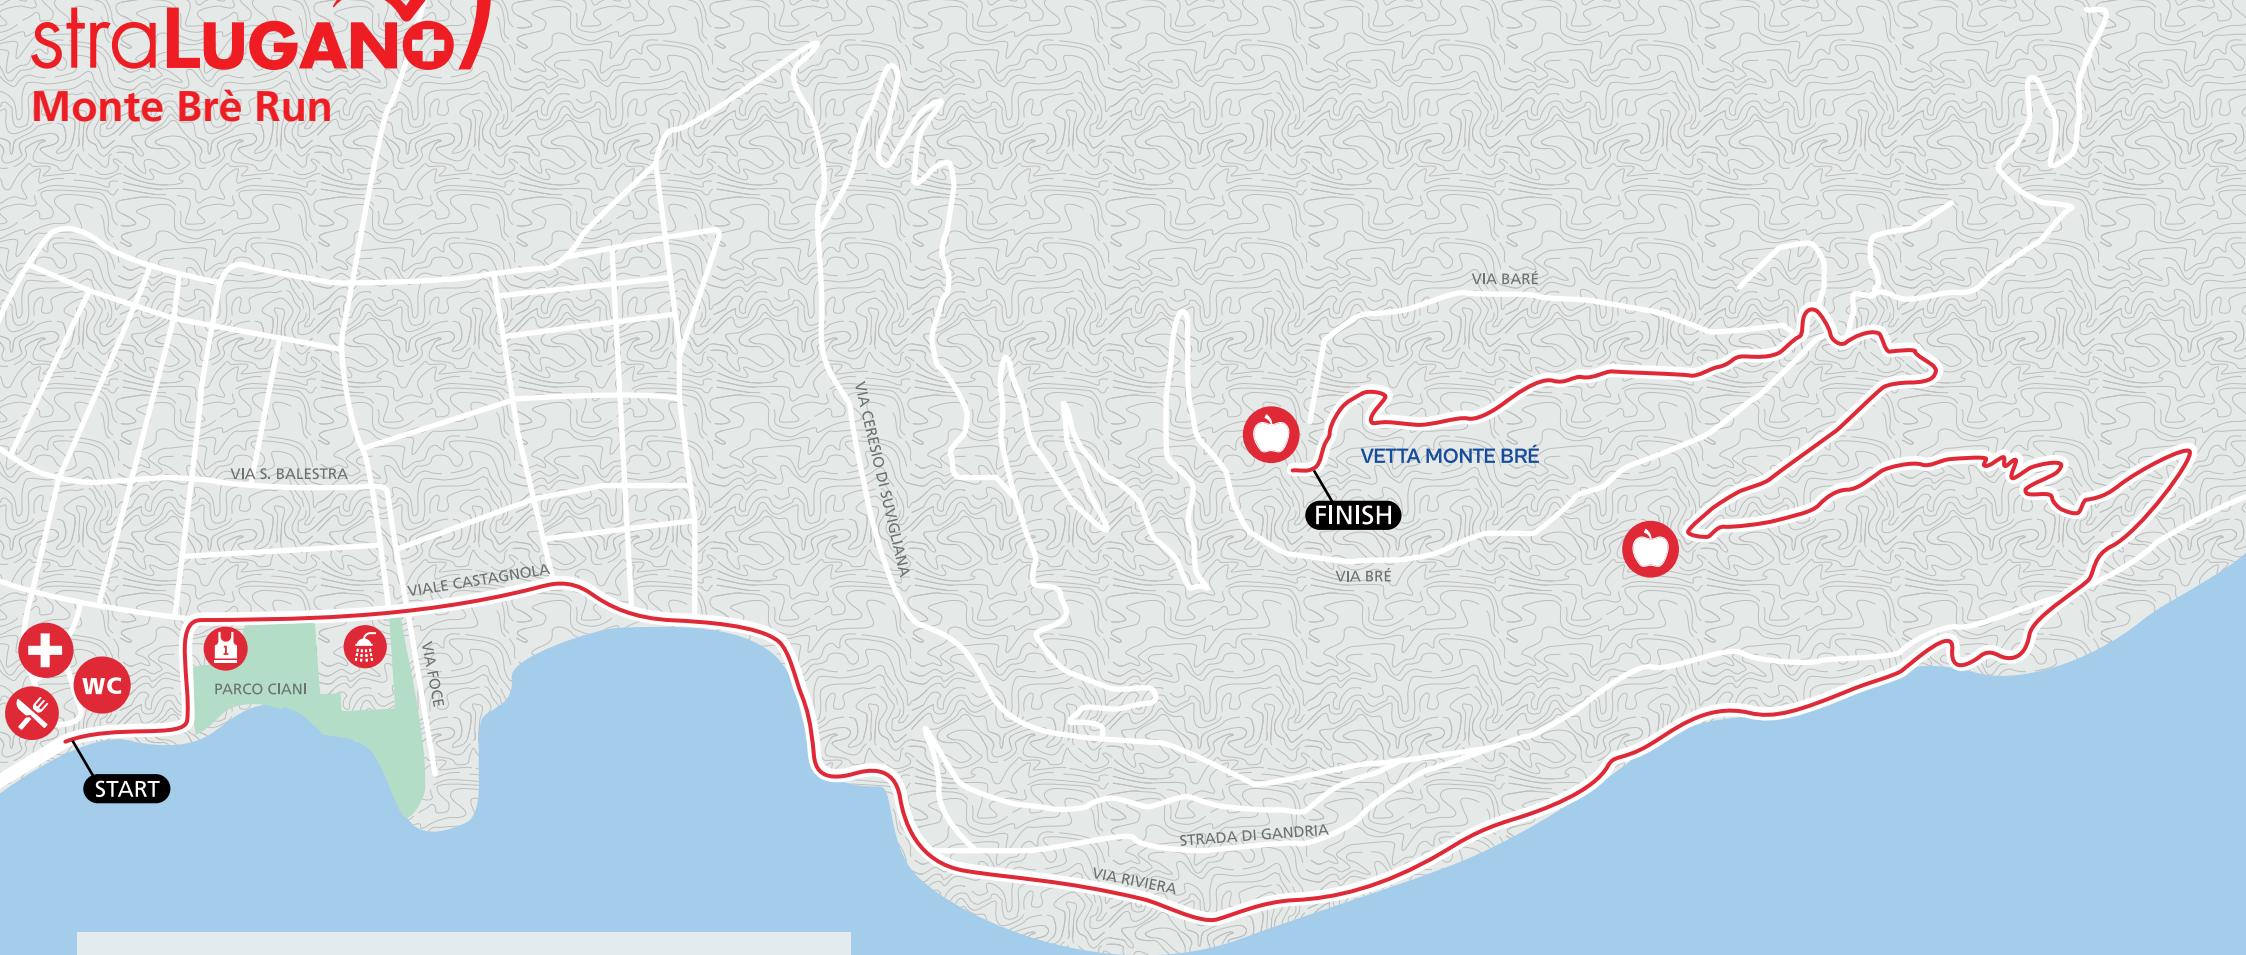 straLUGANO
Monte Brè Run
VIA BARÉ
VIA CERESIO DI SUVIGLIANA
VETTA MONTE BRÉ
VIA S. BALESTRA
FINISH
VIA BRÉ
VIALE CASTAGNOLA
1
VIA FOCE
WC
PARCO CIANI
START
STRADA DI GANDRIA
VIA RIVIERA